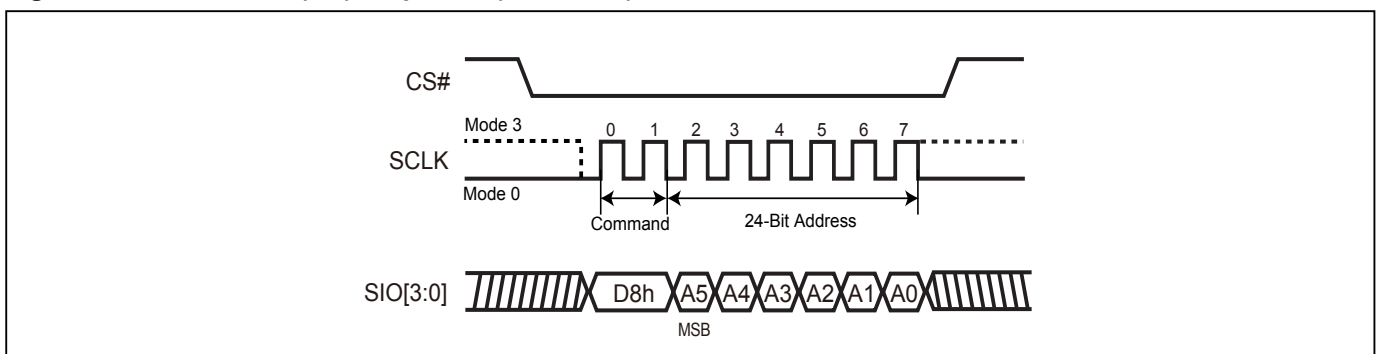 CS#
Mode 3
0 1 2 3 4 5 6 7
SCLK
Mode 0
Command
24-Bit Address
SIO[3:0]
D8h A5 A4 A3 A2 A1 A0
MSB